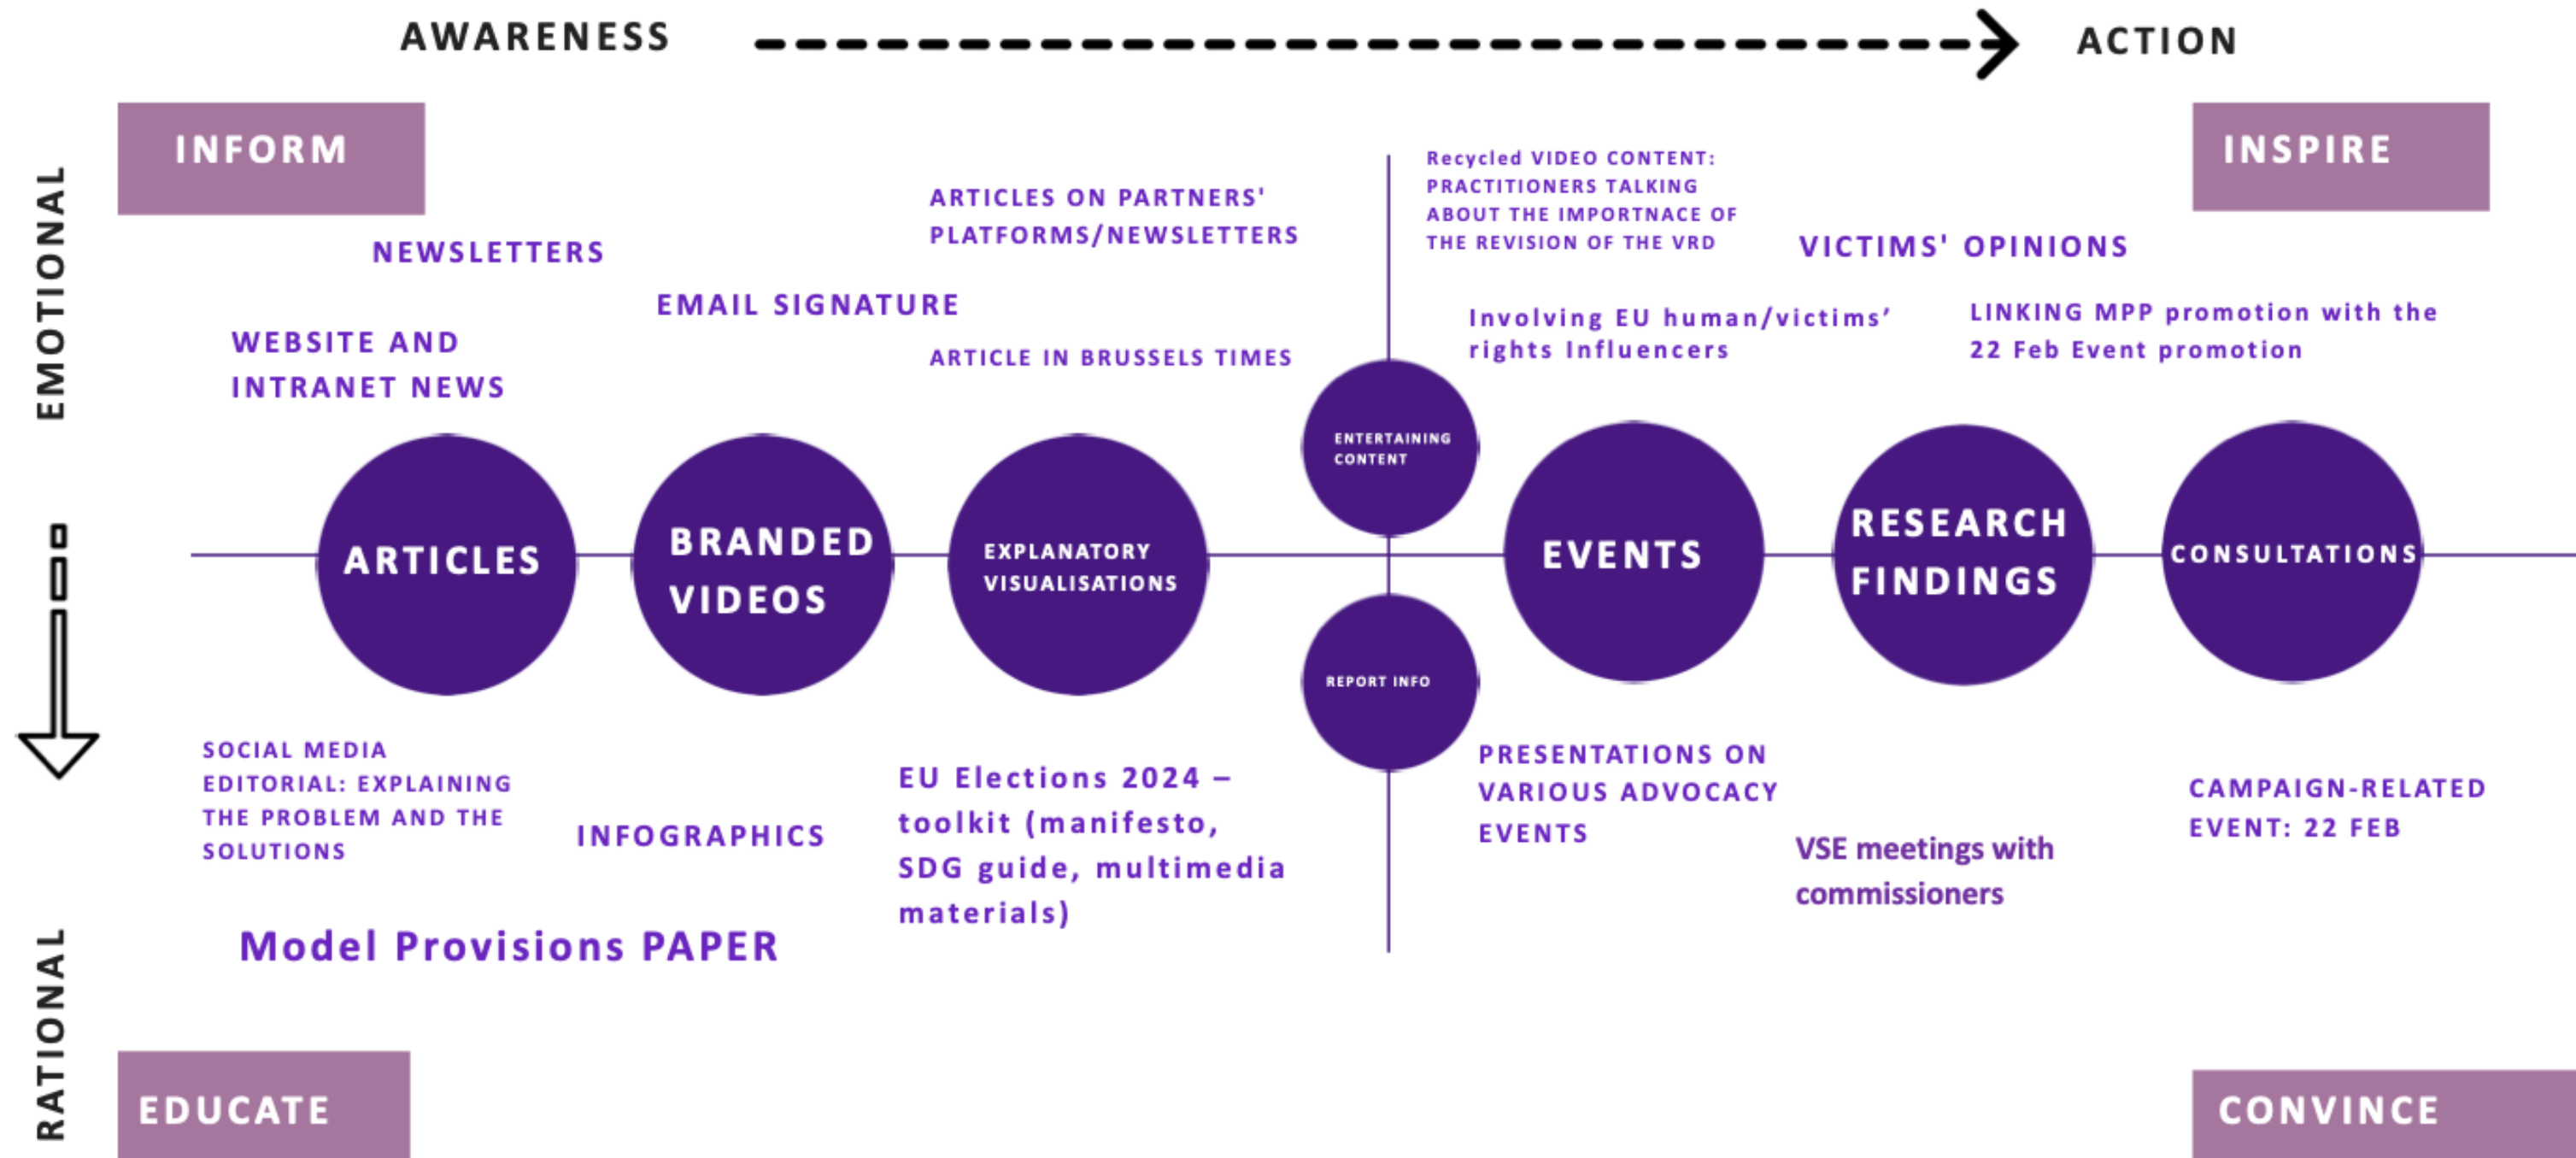 AWARENESS
ACTION
INFORM
INSPIRE
EMOTIONAL
NEWSLETTERS
WEBSITE AND
INTRANET NEWS
EMAIL SIGNATURE
ARTICLES ON PARTNERS'
PLATFORMS/NEWSLETTERS
ARTICLE IN BRUSSELS TIMES
Recycled VIDEO CONTENT:
PRACTITIONERS TALKING
ABOUT THE IMPORTNACE OF
THE REVISION OF THE VRD
VICTIMS' OPINIONS
Involving EU human/victims’
rights Influencers
LINKING MPP promotion with the
22 Feb Event promotion
ARTICLES
BRANDED
VIDEOS
EXPLANATORY
VISUALISATIONS
ENTERTAINING
CONTENT
REPORT INFO
EVENTS
RESEARCH
FINDINGS
CONSULTATIONS
SOCIAL MEDIA
EDITORIAL: EXPLAINING
THE PROBLEM AND THE
SOLUTIONS
INFOGRAPHICS
Model Provisions PAPER
EU Elections 2024 –
toolkit (manifesto,
SDG guide, multimedia
materials)
PRESENTATIONS ON
VARIOUS ADVOCACY
EVENTS
VSE meetings with
commissioners
CAMPAIGN-RELATED
EVENT: 22 FEB
RATIONAL
EDUCATE
CONVINCE